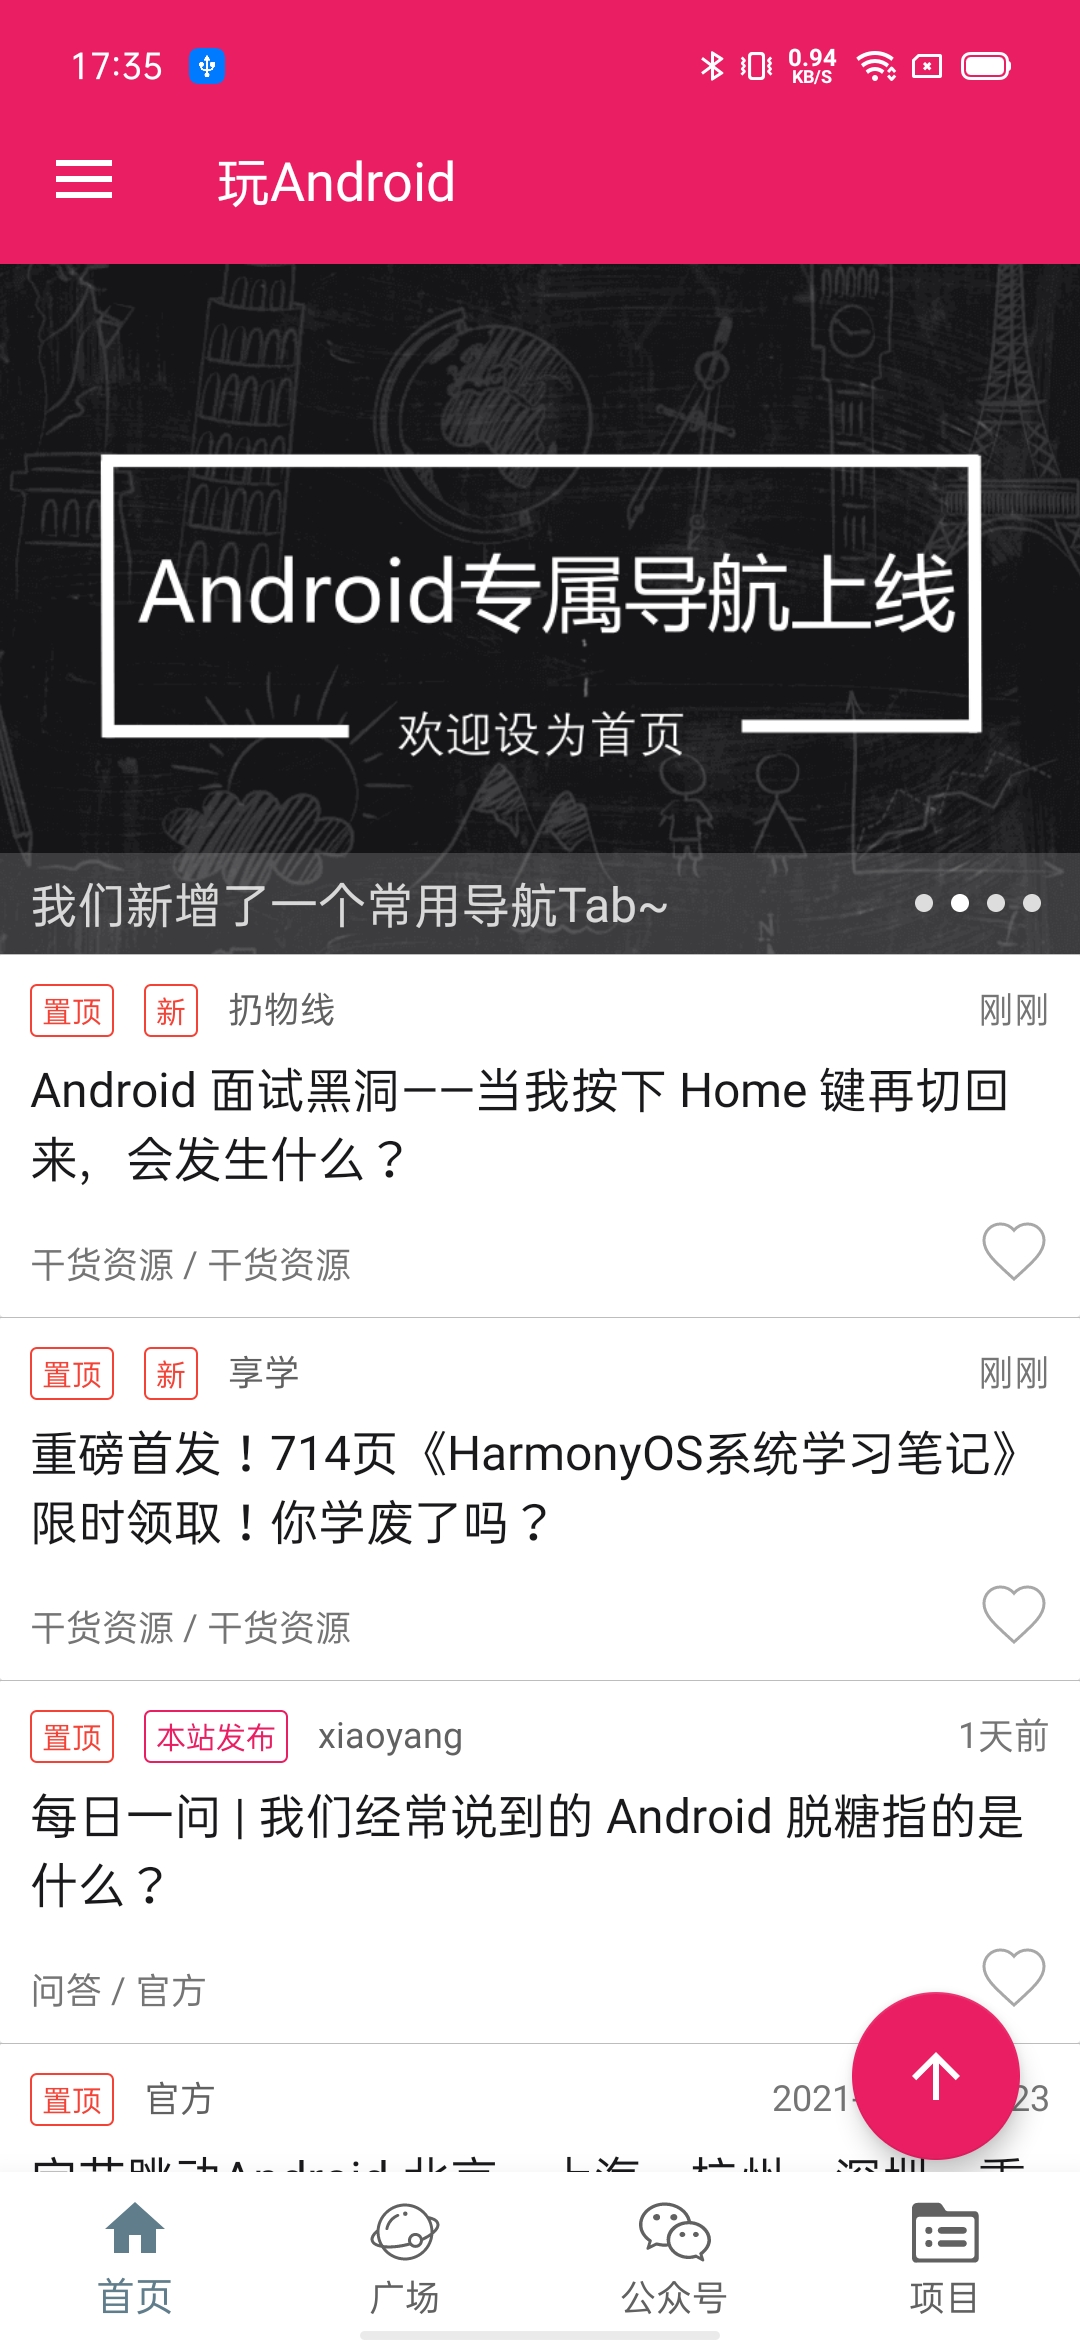 17:35
0.94
KB/S
玩Android
Android专属导航上线
欢迎设为首页
我们新增了一个常用导航Tab~
置顶 新 扔物线 刚刚
Android 面试黑洞——当我按下 Home 键再切回
来，会发生什么？
干货资源 / 干货资源
置顶 新 享学 刚刚
重磅首发！714页《HarmonyOS系统学习笔记》
限时领取！你学废了吗？
干货资源 / 干货资源
置顶 本站发布 xiaoyang 1天前
每日一问 | 我们经常说到的 Android 脱糖指的是
什么？
问答 / 官方
置顶 官方 2021- 23
首页 广场 公众号 项目